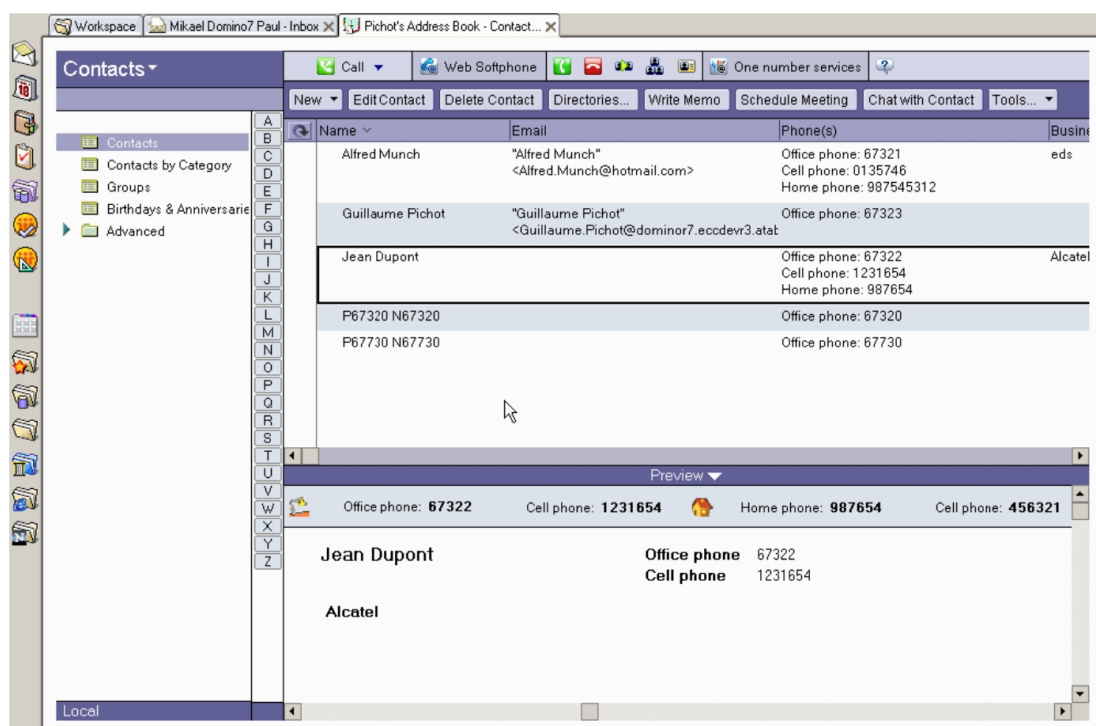 Workspace Mikael Domino7 Paul - Inbox Pichot's Address Book - Contact...
Contacts
Call Web Softphone One number services
New Edit Contact Delete Contact Directories... Write Memo Schedule Meeting Chat with Contact Tools...
Contacts
Contacts by Category
Groups
Birthdays & Anniversarie
Advanced
A
B
C
D
E
F
G
H
I
J
K
L
M
N
O
P
Q
R
S
T
U
V
W
X
Y
Z
Name Email Phone(s) Busine
Alfred Munch "Alfred Munch" Office phone: 67321 eds
<Alfred.Munch@hotmail.com> Cell phone: 0135746
Home phone: 987545312
Guillaume Pichot "Guillaume Pichot" Office phone: 67323
<Guillaume.Pichot@dominor7.eccdevr3.atat
Jean Dupont Office phone: 67322 Alcatel
Cell phone: 1231654
Home phone: 987654
P67320 N67320 Office phone: 67320
P67730 N67730 Office phone: 67730
Preview
Office phone: 67322 Cell phone: 1231654 Home phone: 987654 Cell phone: 456321
Jean Dupont Office phone 67322
Cell phone 1231654
Alcatel
Local